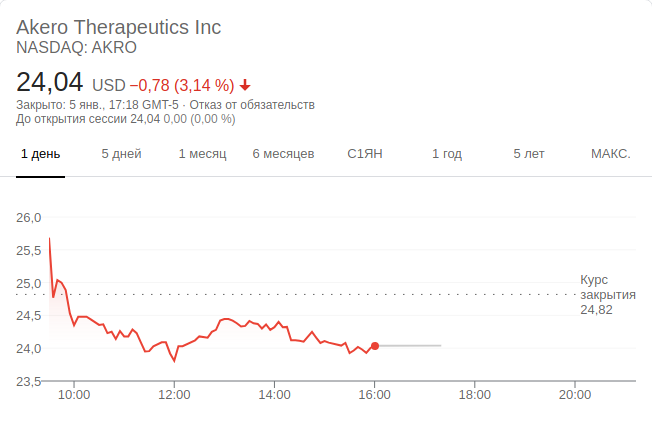 Akero Therapeutics Inc
NASDAQ: AKRO
24,04 USD −0,78 (3,14 %)
Закрыто: 5 янв., 17:18 GMT-5 · Отказ от обязательств
До открытия сессии 24,04 0,00 (0,00 %)
1 день 5 дней 1 месяц 6 месяцев С1ЯН 1 год 5 лет МАКС.
26,0
25,5
25,0
24,5
24,0
23,5
Курс
закрытия
24,82
10:00 12:00 14:00 16:00 18:00 20:00